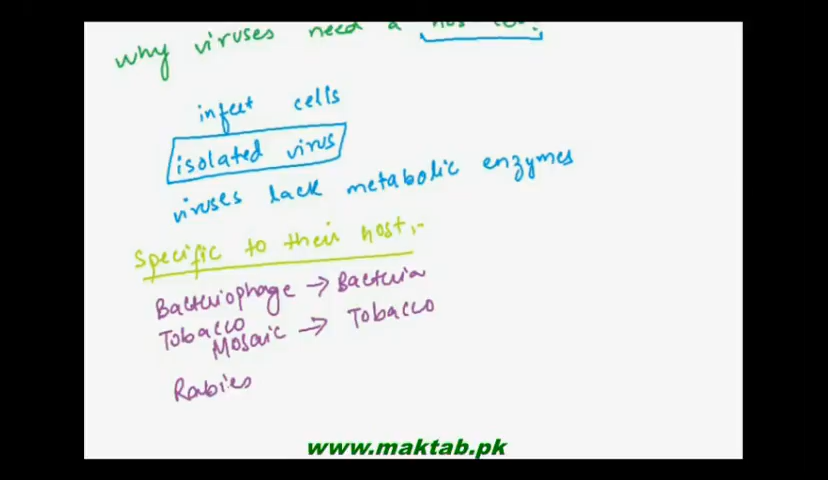 why viruses need a
infect cells
isolated virus
viruses lack metabolic enzymes
Specific to their host:-
Bacteriophage → Bacteria
Tobacco
Mosaic → Tobacco
Rabies
www.maktab.pk